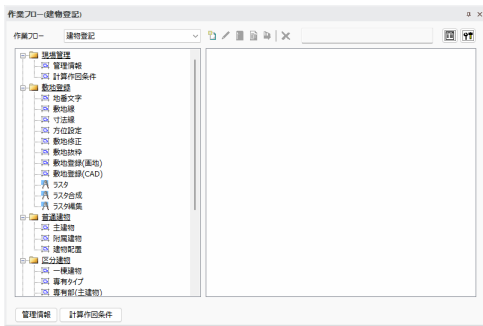 作業フロー(建物登記)
作業フロー 建物登記
現場管理
管理情報
計算作図条件
敷地登録
地番文字
敷地線
寸法線
方位設定
敷地修正
敷地抜粋
敷地登録(画地)
敷地登録(CAD)
ラスタ
ラスタ合成
ラスタ編集
普通建物
主建物
附属建物
建物配置
区分建物
一棟建物
専有タイプ
専有部(主建物)
管理情報 計算作図条件